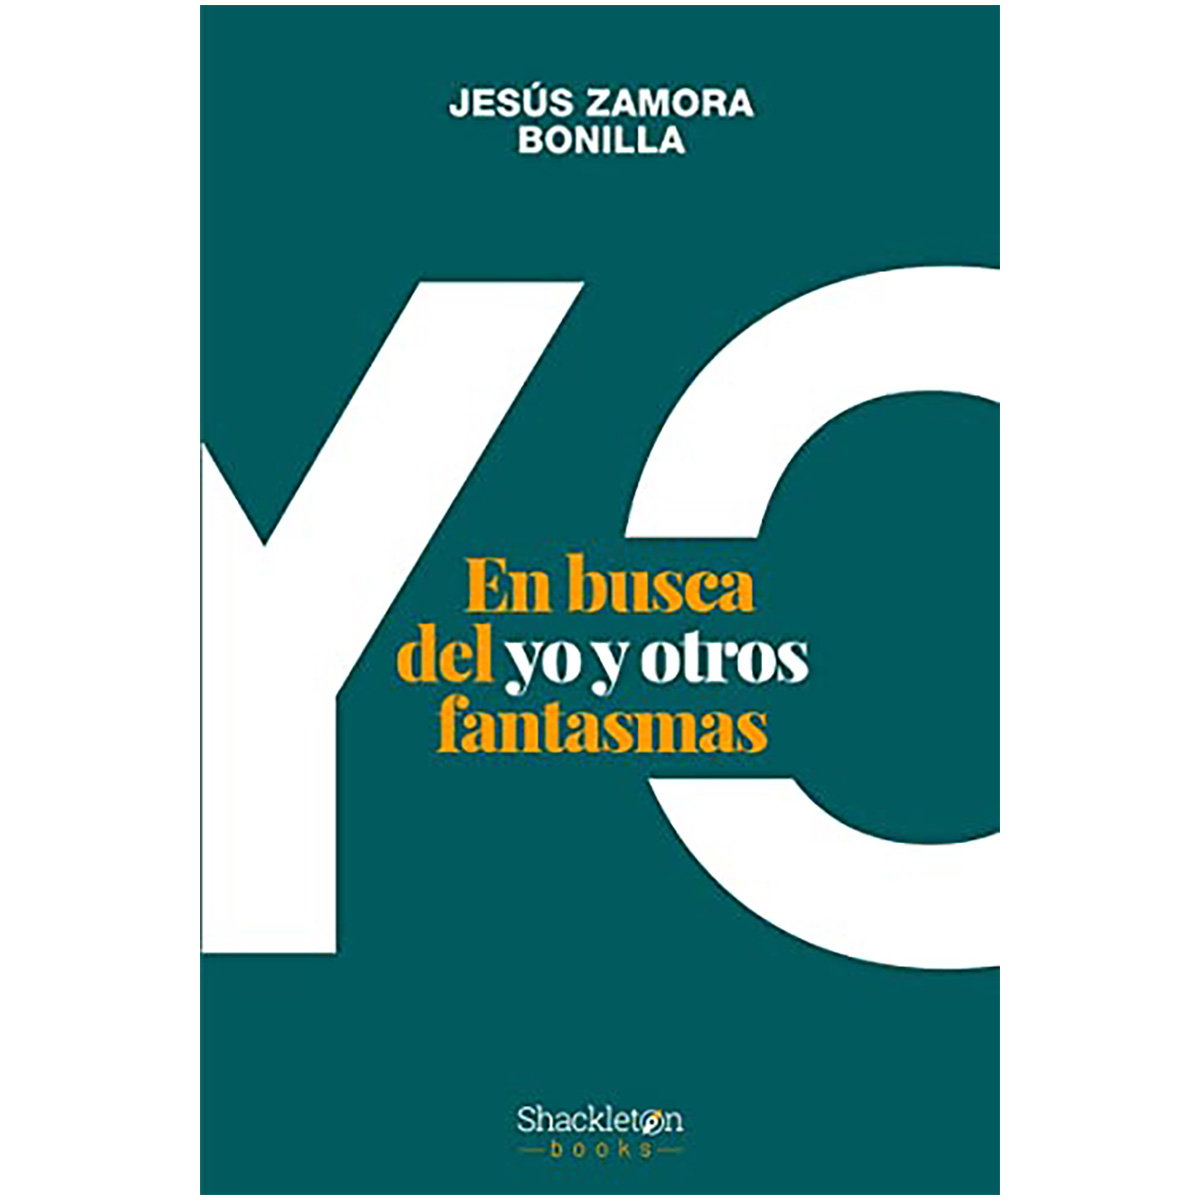 JESÚS ZAMORA
BONILLA
YO
En busca
del yo y otros
fantasmas
Shackleton
books